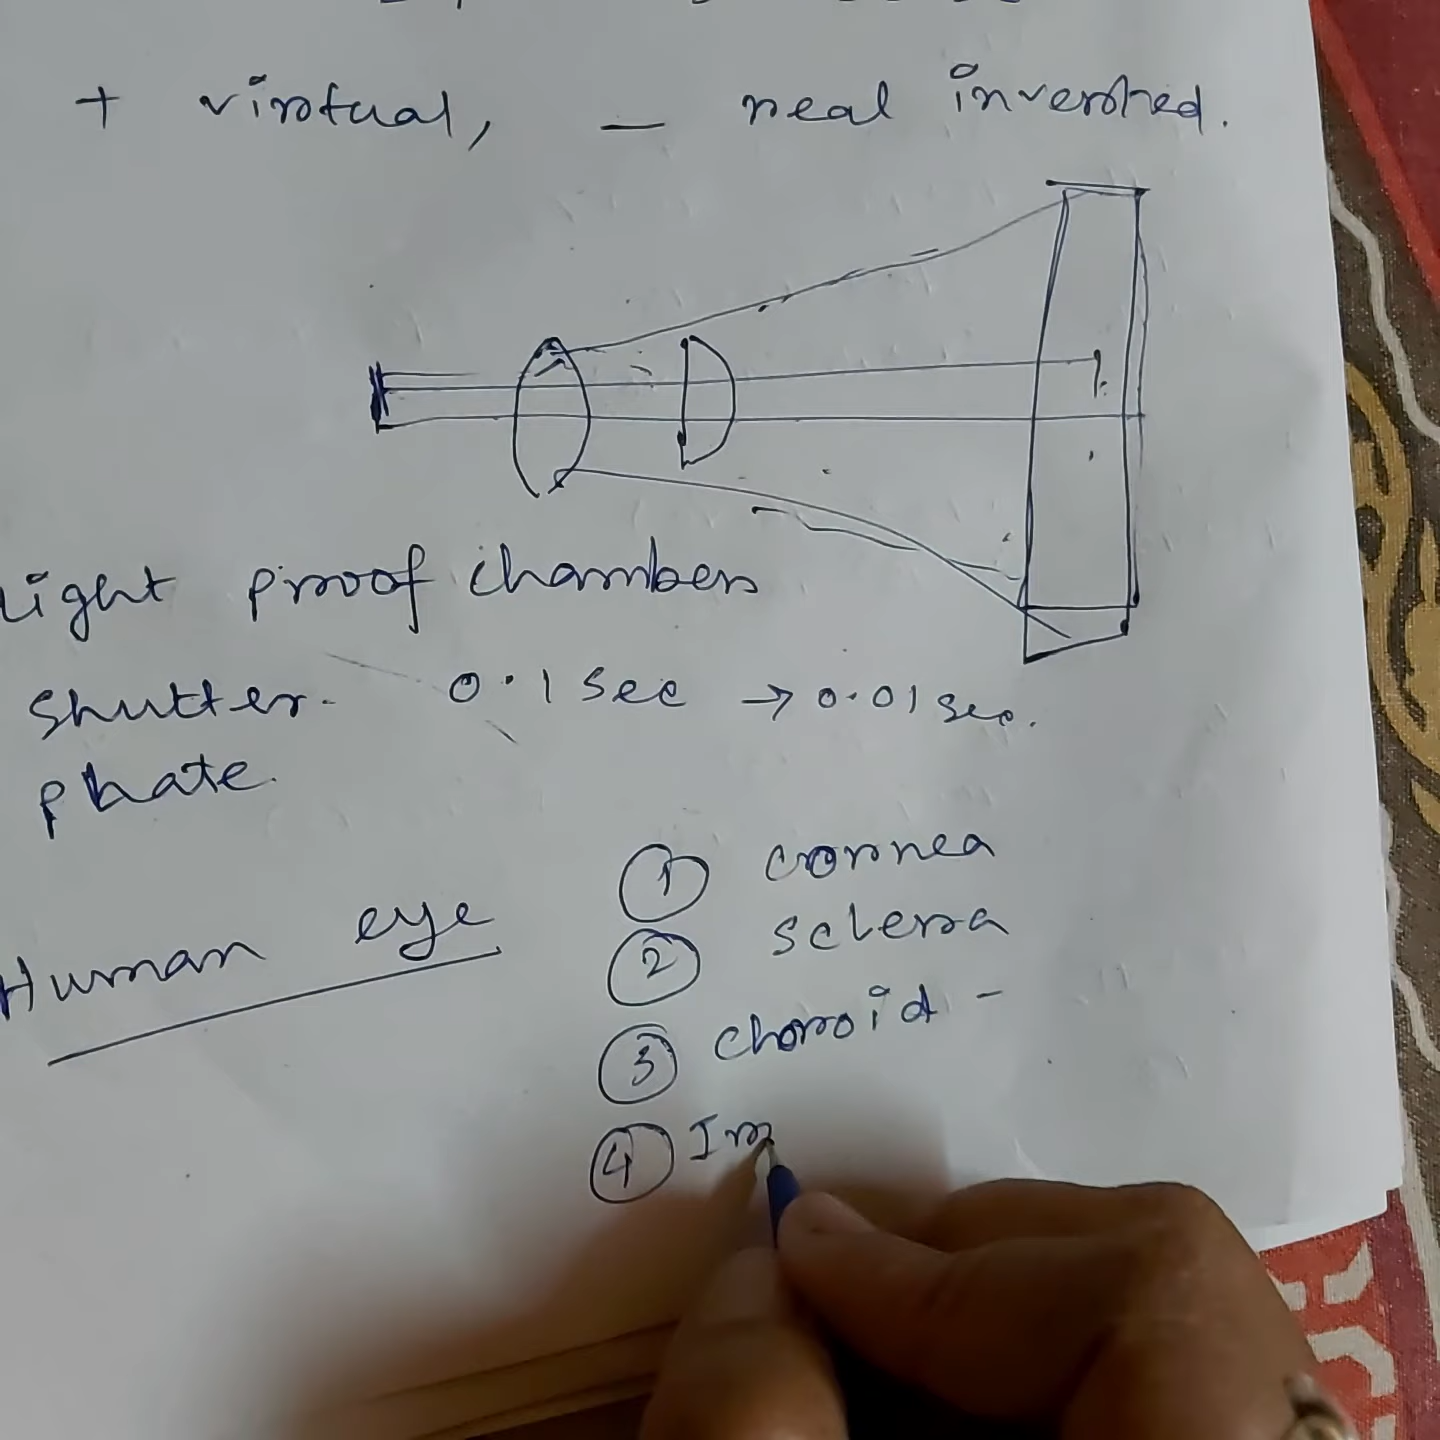 + virtual, - real inverted.
Light proof chamber
Shutter. 0.1 sec → 0.01 sec.
plate.
Human eye
① cornea
② sclera
③ choroid -
④ Ir